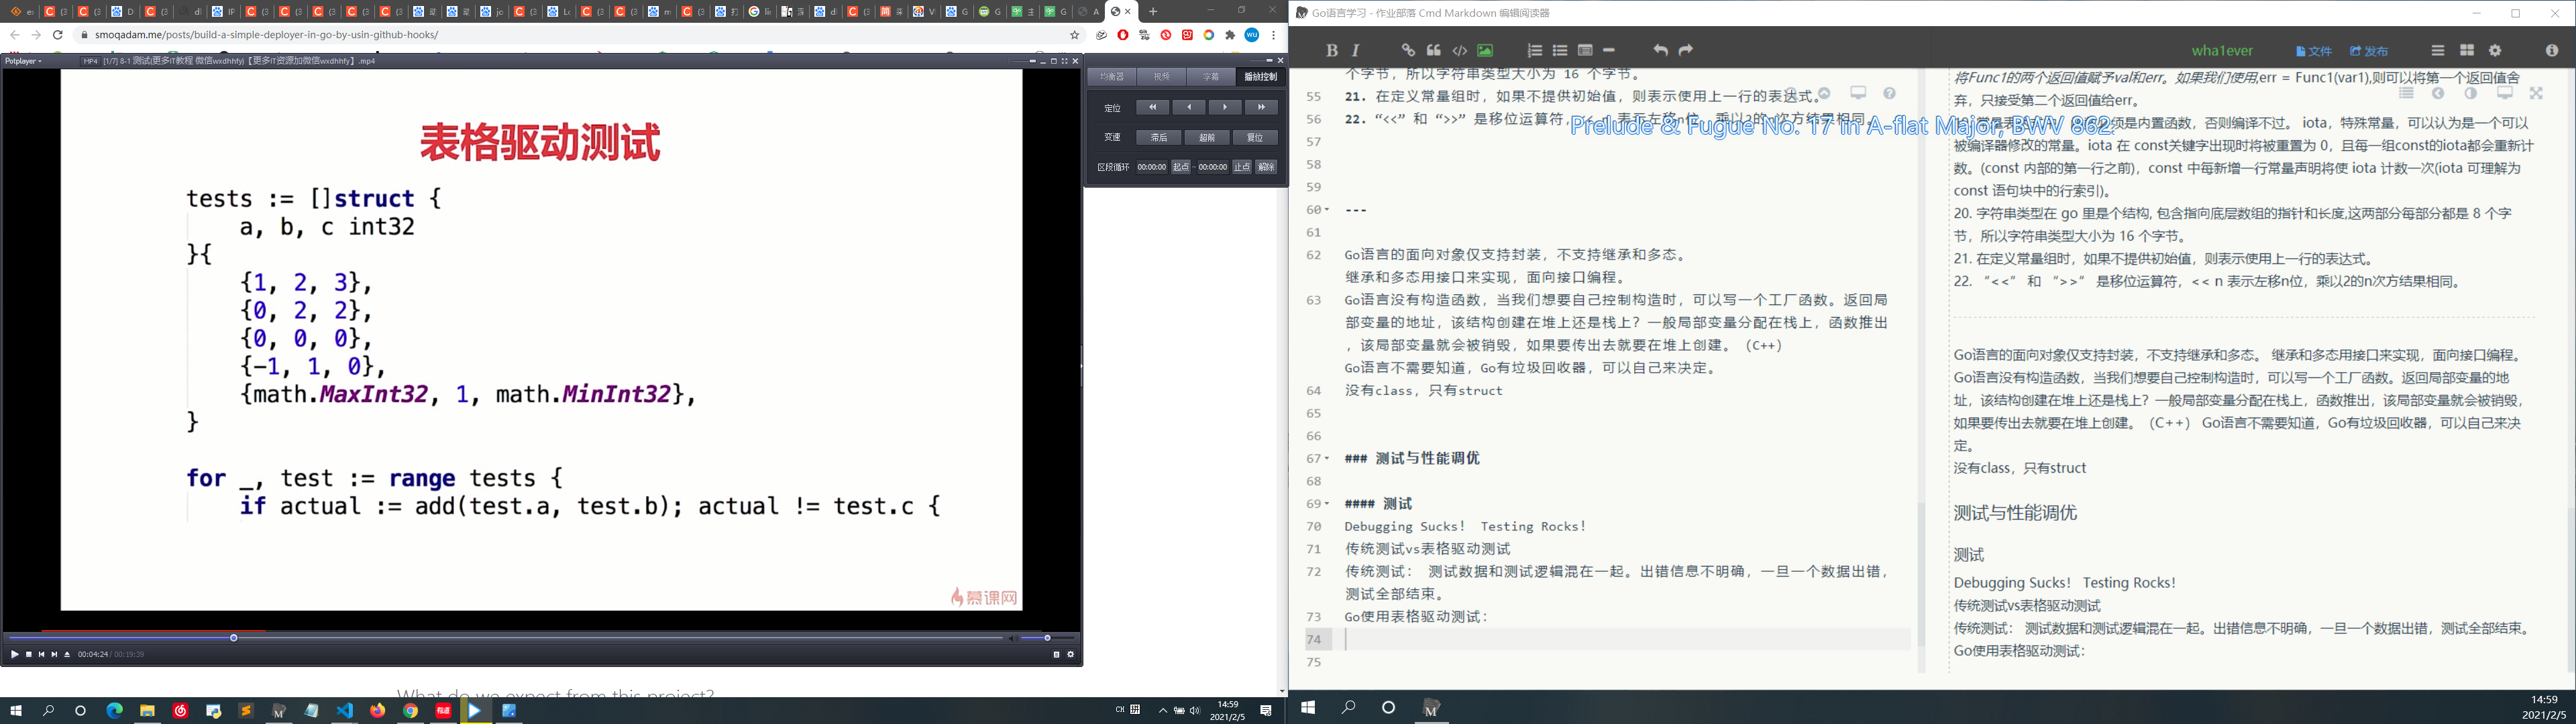 smoqadam.me/posts/build-a-simple-deployer-in-go-by-usin-github-hooks/
Potplayer
MP4 [1/7] 8-1 测试(更多IT教程 微信wxdhhfy)【更多IT资源加微信wxdhhfy】.mp4
表格驱动测试
tests := []struct {
a, b, c int32
}{
{1, 2, 3},
{0, 2, 2},
{0, 0, 0},
{-1, 1, 0},
{math.MaxInt32, 1, math.MinInt32},
}
for _, test := range tests {
if actual := add(test.a, test.b); actual != test.c {
慕课网
00:04:24 / 00:19:39
均衡器 视频 字幕 播放控制
定位
变速 滞后 超前 复位
区段循环 00:00:00 起点 - 00:00:00 止点 解除
What do we expect from this project?
CH 14:59
2021/2/5
Go语言学习 - 作业部落 Cmd Markdown 编辑阅读器
B I wha1ever 文件 发布
个字节，所以字符串类型大小为 16 个字节。
55 21. 在定义常量组时，如果不提供初始值，则表示使用上一行的表达式。
56 22. “<<” 和 “>>” 是移位运算符，<< n 表示左移n位，乘以2的n次方结果相同。
Prelude & Fugue No. 17 in A-flat Major, BWV 862:
57
58
59
60 ---
61
62 Go语言的面向对象仅支持封装，不支持继承和多态。
继承和多态用接口来实现，面向接口编程。
63 Go语言没有构造函数，当我们想要自己控制构造时，可以写一个工厂函数。返回局
部变量的地址，该结构创建在堆上还是栈上？一般局部变量分配在栈上，函数推出
，该局部变量就会被销毁，如果要传出去就要在堆上创建。（C++）
Go语言不需要知道，Go有垃圾回收器，可以自己来决定。
64 没有class，只有struct
65
66
67 ### 测试与性能调优
68
69 #### 测试
70 Debugging Sucks！ Testing Rocks！
71 传统测试vs表格驱动测试
72 传统测试： 测试数据和测试逻辑混在一起。出错信息不明确，一旦一个数据出错，
测试全部结束。
73 Go使用表格驱动测试：
74
75
将Func1的两个返回值赋予val和err。如果我们使用,err = Func1(var1),则可以将第一个返回值舍
弃，只接受第二个返回值给err。
必须是内置函数，否则编译不过。 iota，特殊常量，可以认为是一个可以
被编译器修改的常量。iota 在 const关键字出现时将被重置为 0，且每一组const的iota都会重新计
数。(const 内部的第一行之前)，const 中每新增一行常量声明将使 iota 计数一次(iota 可理解为
const 语句块中的行索引)。
20. 字符串类型在 go 里是个结构, 包含指向底层数组的指针和长度,这两部分每部分都是 8 个字
节，所以字符串类型大小为 16 个字节。
21. 在定义常量组时，如果不提供初始值，则表示使用上一行的表达式。
22. “<<” 和 “>>” 是移位运算符，<< n 表示左移n位，乘以2的n次方结果相同。
Go语言的面向对象仅支持封装，不支持继承和多态。 继承和多态用接口来实现，面向接口编程。
Go语言没有构造函数，当我们想要自己控制构造时，可以写一个工厂函数。返回局部变量的地
址，该结构创建在堆上还是栈上？一般局部变量分配在栈上，函数推出，该局部变量就会被销毁，
如果要传出去就要在堆上创建。（C++） Go语言不需要知道，Go有垃圾回收器，可以自己来决
定。
没有class，只有struct
测试与性能调优
测试
Debugging Sucks！ Testing Rocks！
传统测试vs表格驱动测试
传统测试： 测试数据和测试逻辑混在一起。出错信息不明确，一旦一个数据出错，测试全部结束。
Go使用表格驱动测试：
14:59
2021/2/5